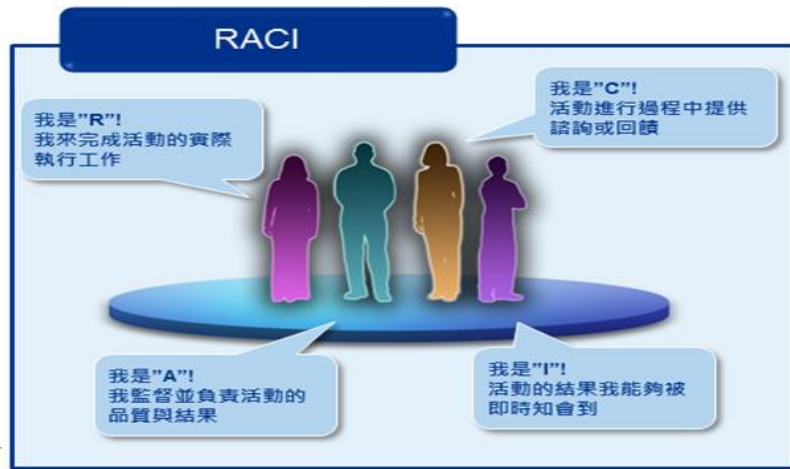 RACI
我是”R”!
我來完成活動的實際
執行工作
我是”C”!
活動進行過程中提供
諮詢或回饋
我是”A”!
我監督並負責活動的
品質與結果
我是”I”!
活動的結果我能夠被
即時知會到